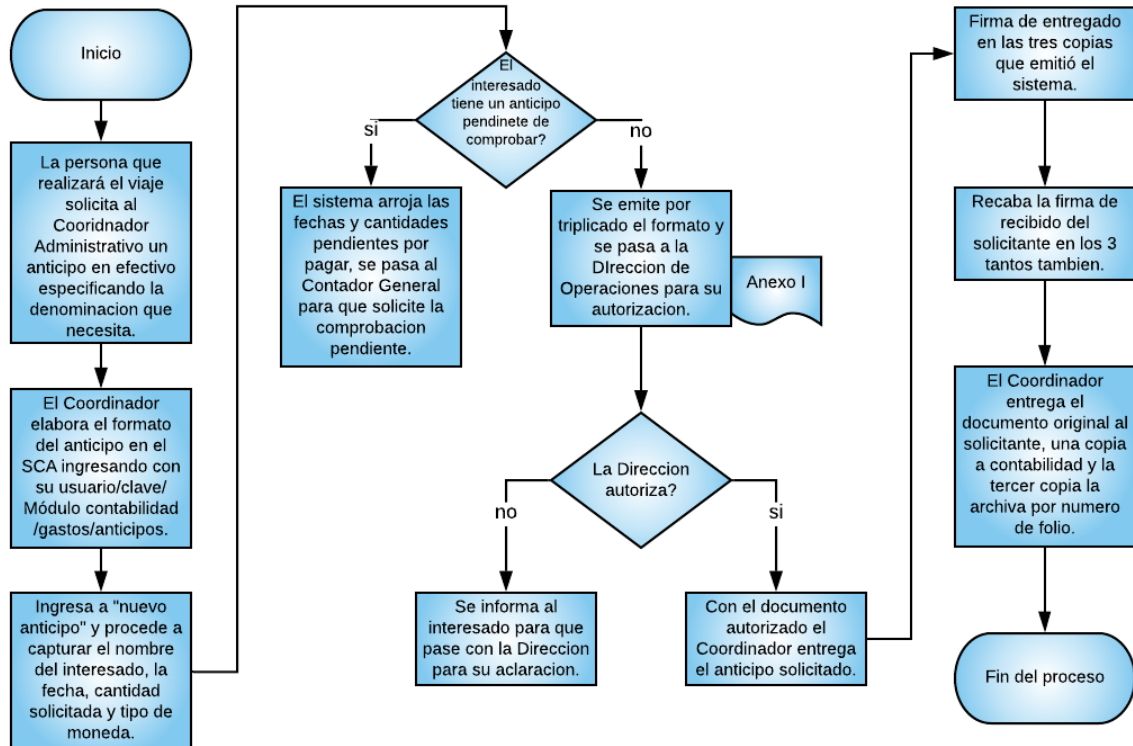 Inicio
La persona que
realizará el viaje
solicita al
Cooridnador
Administrativo un
anticipo en efectivo
especificando la
denominacion que
necesita.
El Coordinador
elabora el formato
del anticipo en el
SCA ingresando con
su usuario/clave/
Módulo contabilidad
/gastos/anticipos.
Ingresa a "nuevo
anticipo" y procede a
capturar el nombre
del interesado, la
fecha, cantidad
solicitada y tipo de
moneda.
El
interesado
tiene un anticipo
pendinete de
comprobar?
si
no
El sistema arroja las
fechas y cantidades
pendientes por
pagar, se pasa al
Contador General
para que solicite la
comprobacion
pendiente.
Se emite por
triplicado el formato y
se pasa a la
DIreccion de
Operaciones para su
autorizacion.
Anexo I
La Direccion
autoriza?
no
si
Se informa al
interesado para que
pase con la Direccion
para su aclaracion.
Con el documento
autorizado el
Coordinador entrega
el anticipo solicitado.
Firma de entregado
en las tres copias
que emitió el
sistema.
Recaba la firma de
recibido del
solicitante en los 3
tantos tambien.
El Coordinador
entrega el
documento original al
solicitante, una copia
a contabilidad y la
tercer copia la
archiva por numero
de folio.
Fin del proceso